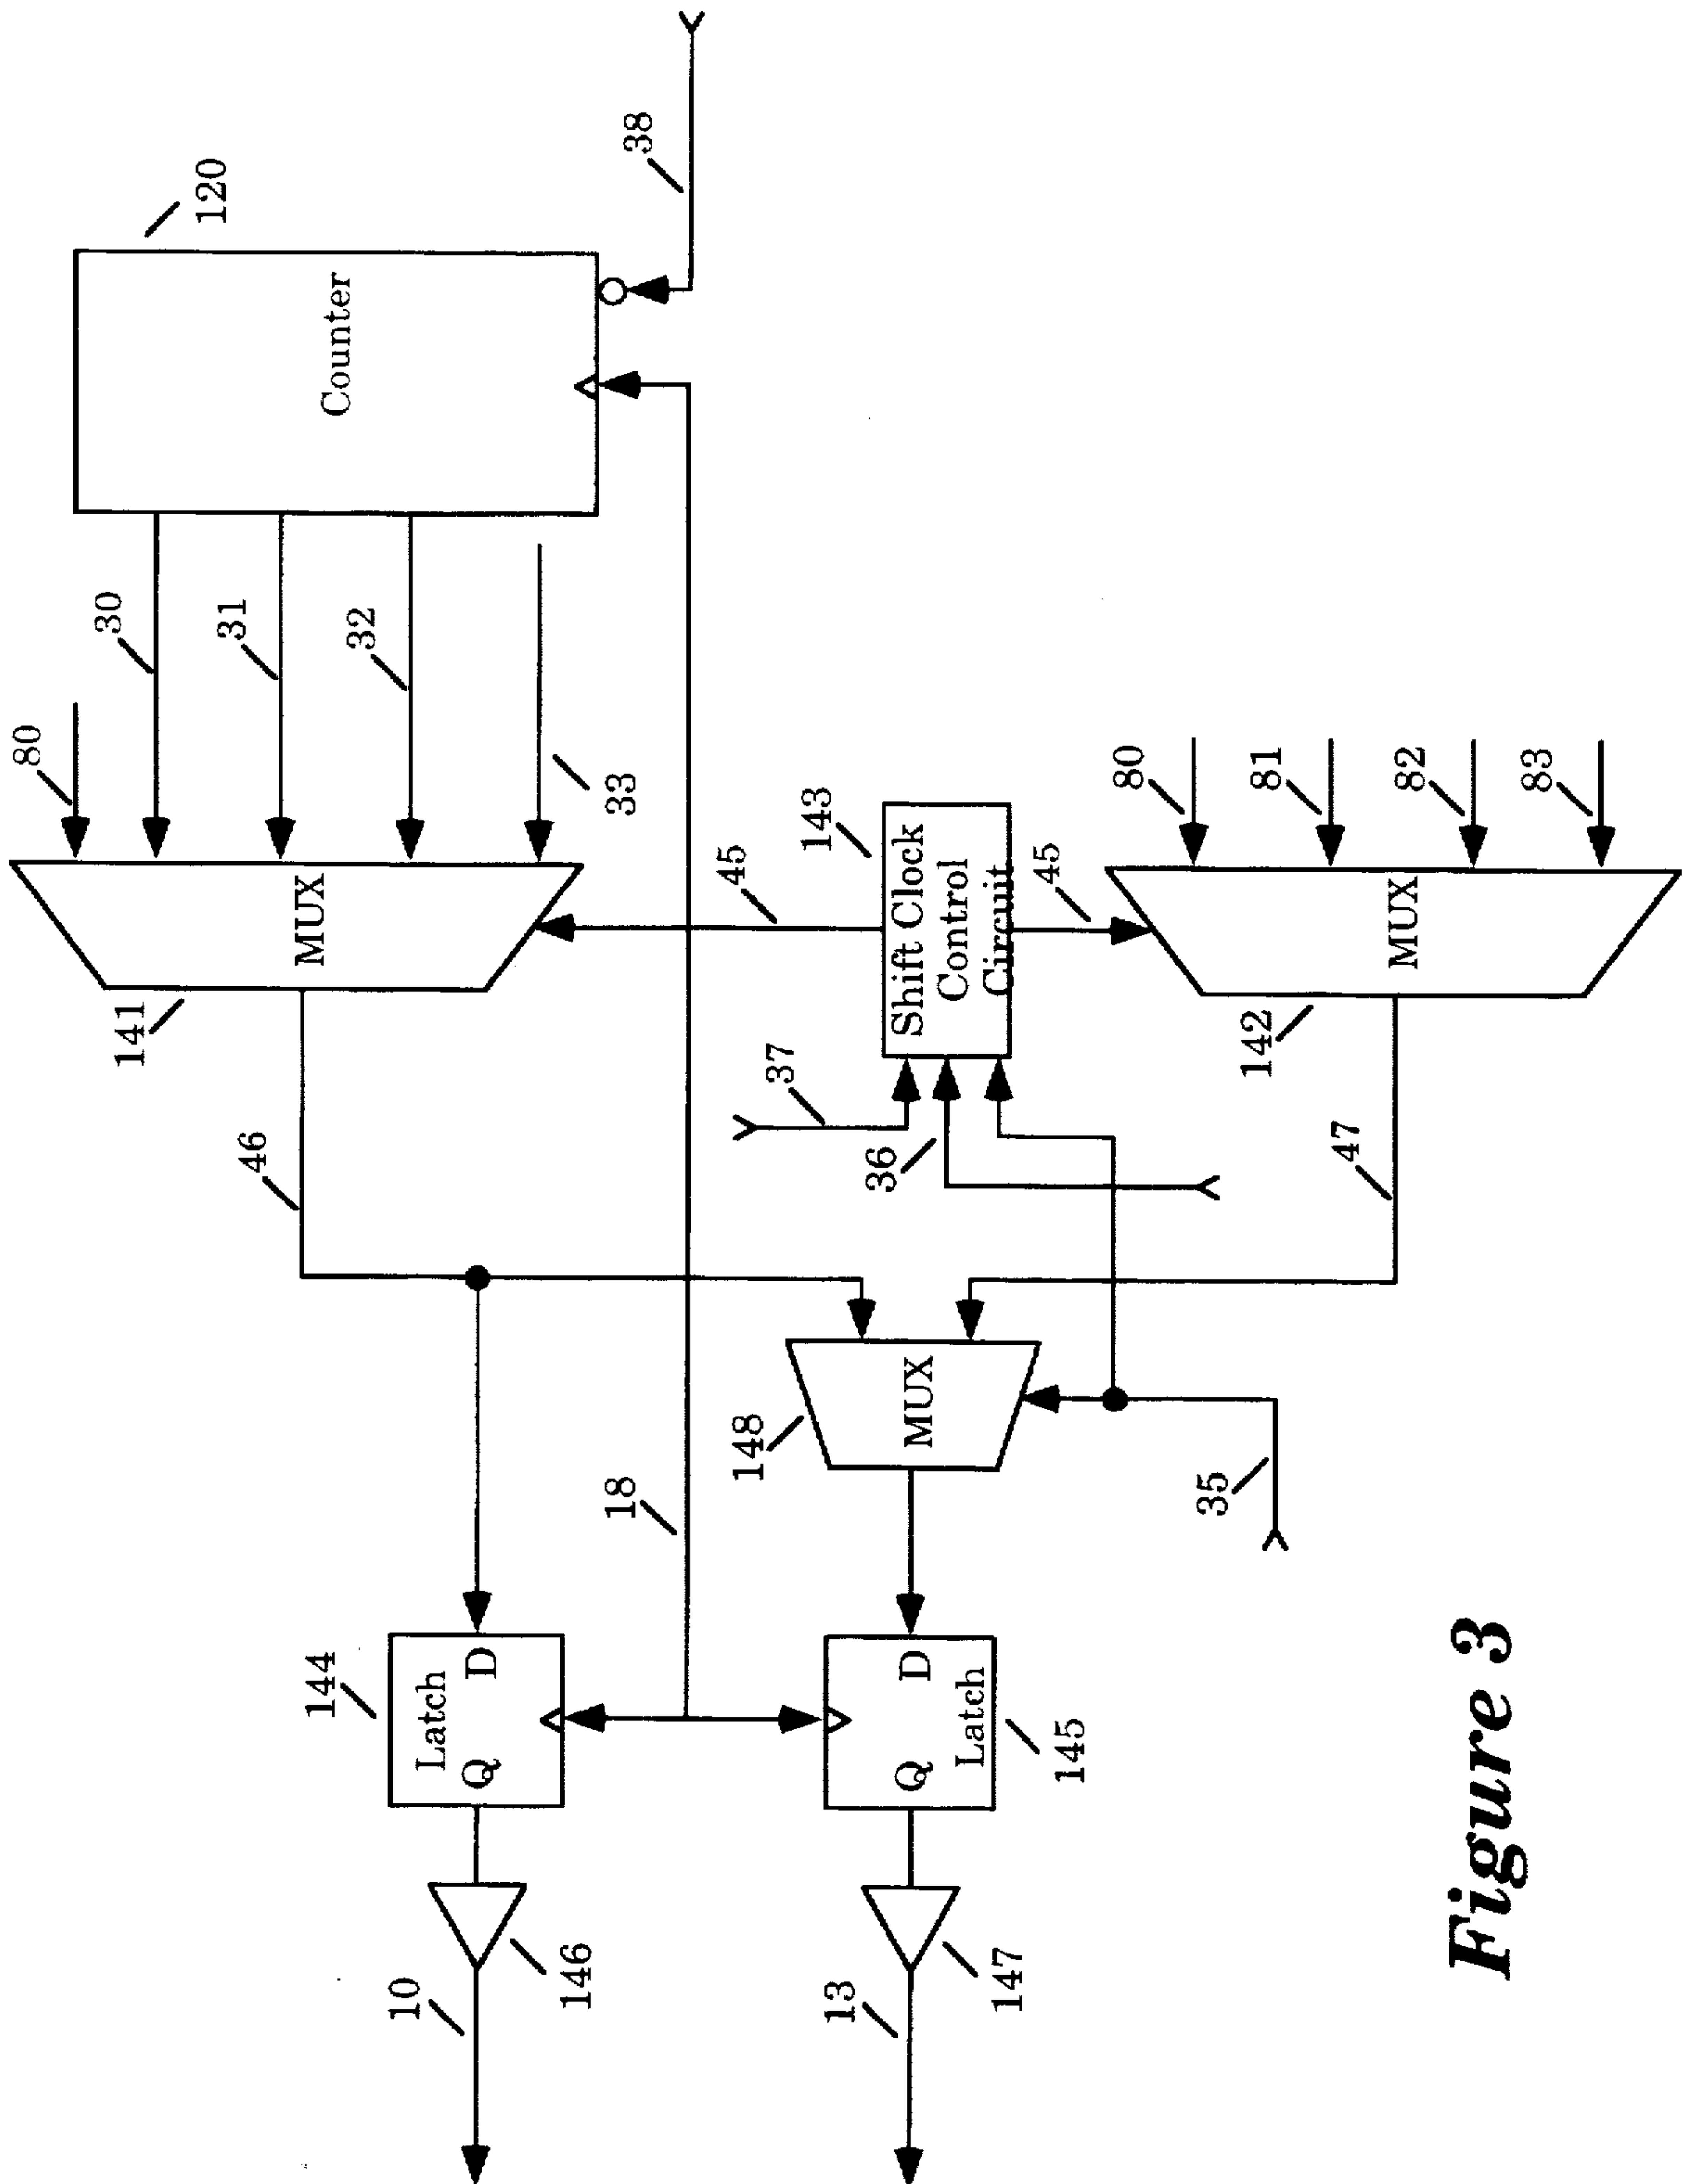 38
120
Counter
30
31
32
33
80
MUX
141
45
143
Shift Clock
Control
Circuit
45
80
81
82
83
MUX
142
37
36
46
47
MUX
148
35
18
144
Latch
D
Q
D
Q
Latch
145
146
10
147
13
Figure 3